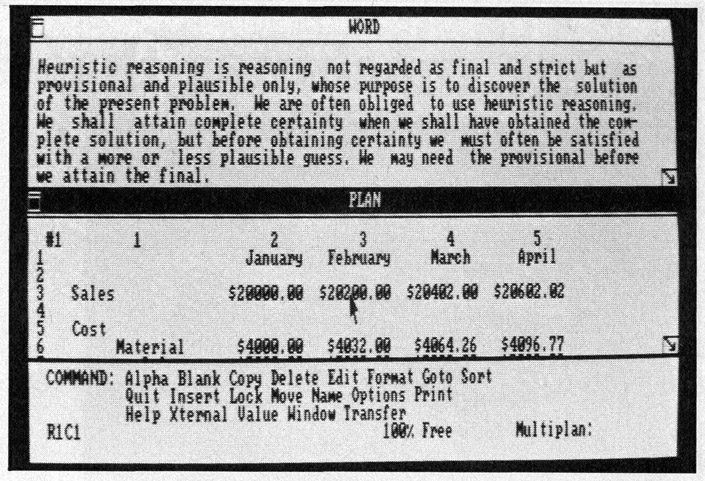 WORD
Heuristic reasoning is reasoning not regarded as final and strict but as
provisional and plausible only, whose purpose is to discover the solution
of the present problem. We are often obliged to use heuristic reasoning.
We shall attain complete certainty when we shall have obtained the com-
plete solution, but before obtaining certainty we must often be satisfied
with a more or less plausible guess. We may need the provisional before
we attain the final.
PLAN
#1 1 2 3 4 5
1 January February March April
2
3 Sales $20000.00 $20200.00 $20402.00 $20602.02
4
5 Cost
6 Material $4000.00 $4032.00 $4064.26 $4096.77
COMMAND: Alpha Blank Copy Delete Edit Format Goto Sort
Quit Insert Lock Move Name Options Print
Help Xternal Value Window Transfer
R1C1 100% Free Multiplan: